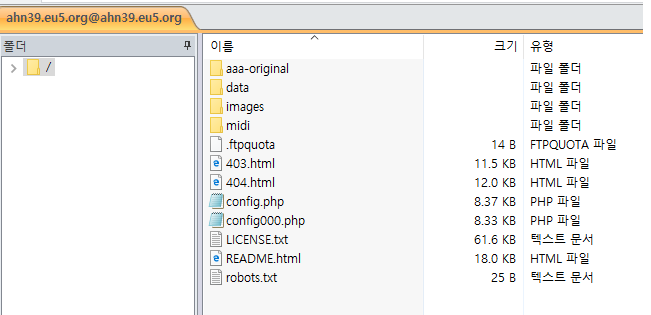 ahn39.eu5.org@ahn39.eu5.org
폴더
/
이름 크기 유형
aaa-original 파일 폴더
data 파일 폴더
images 파일 폴더
midi 파일 폴더
.ftpquota 14 B FTPQUOTA 파일
403.html 11.5 KB HTML 파일
404.html 12.0 KB HTML 파일
config.php 8.37 KB PHP 파일
config000.php 8.33 KB PHP 파일
LICENSE.txt 61.6 KB 텍스트 문서
README.html 18.0 KB HTML 파일
robots.txt 25 B 텍스트 문서